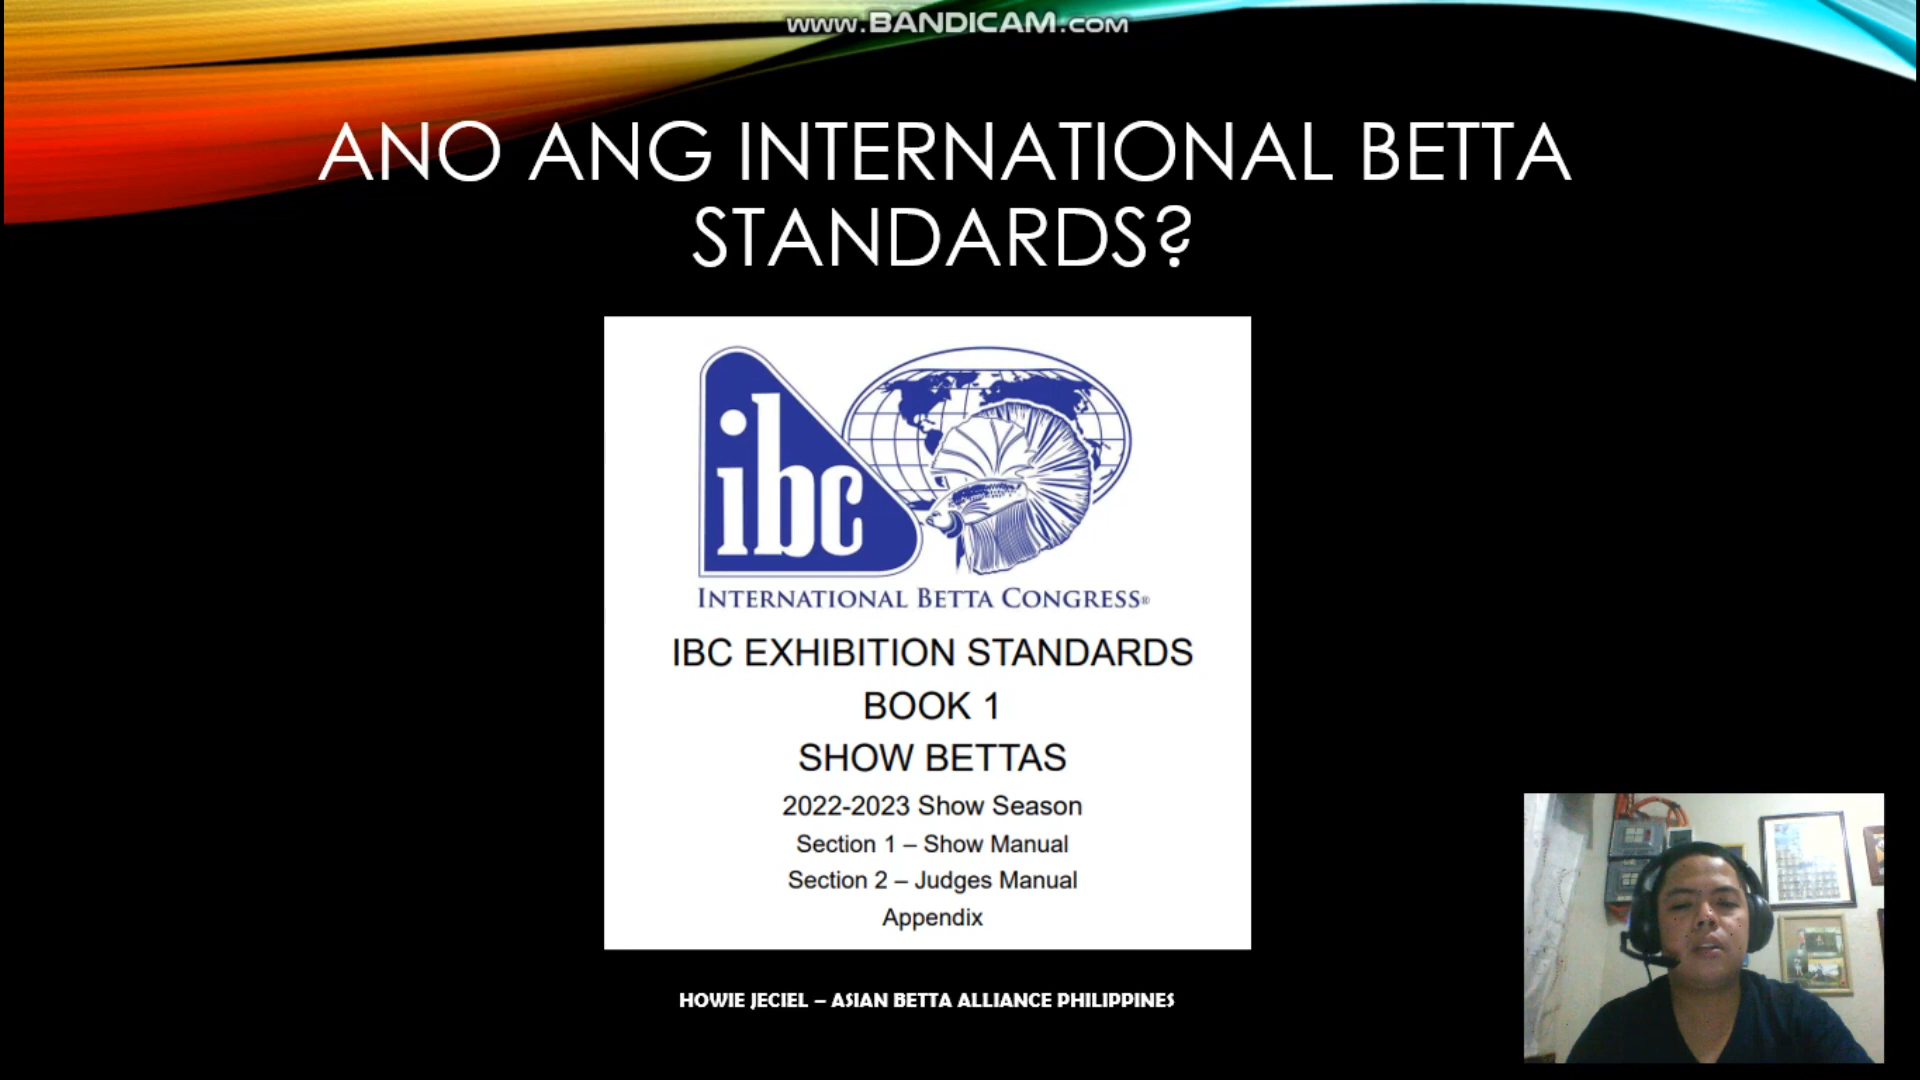 www.BANDICAM.com
ANO ANG INTERNATIONAL BETTA
STANDARDS?
ibc
INTERNATIONAL BETTA CONGRESS®
IBC EXHIBITION STANDARDS
BOOK 1
SHOW BETTAS
2022-2023 Show Season
Section 1 – Show Manual
Section 2 – Judges Manual
Appendix
HOWIE JECIEL – ASIAN BETTA ALLIANCE PHILIPPINES